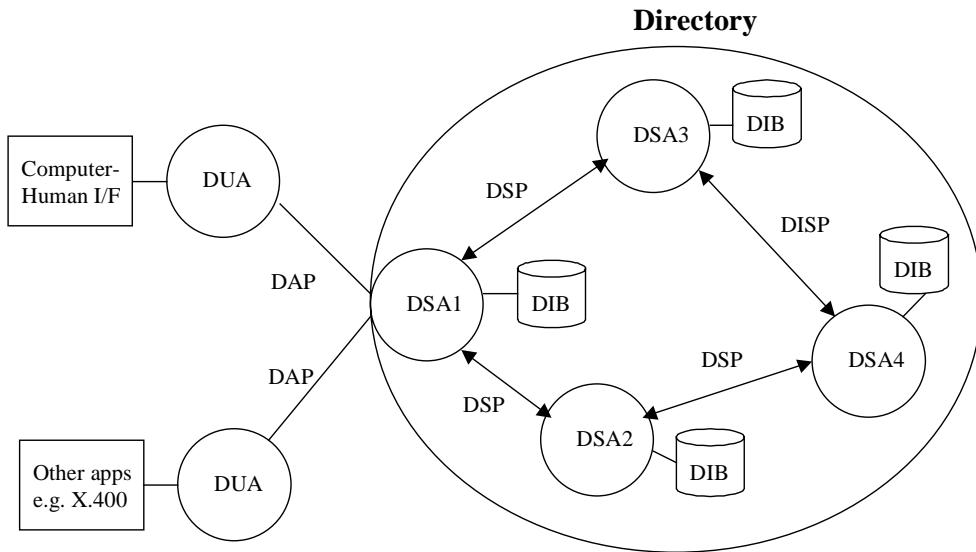 Directory
DSA3
DIB
Computer-
Human I/F
DUA
DSP
DISP
DIB
DAP
DSA1
DIB
DSA4
DSP
DAP
DSP
DSA2
DIB
Other apps
e.g. X.400
DUA